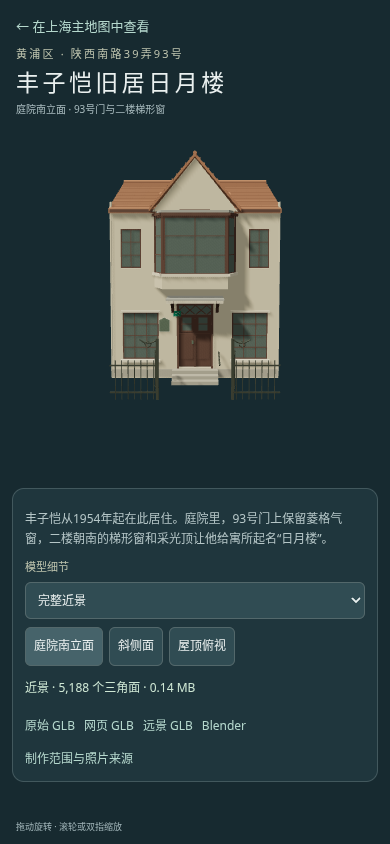 ← 在上海主地图中查看
黄浦区 · 陕西南路39弄93号
丰子恺旧居日月楼
庭院南立面 · 93号门与二楼梯形窗
丰子恺从1954年起在此居住。庭院里，93号门上保留菱格气
窗，二楼朝南的梯形窗和采光顶让他给寓所起名“日月楼”。
模型细节
完整近景
庭院南立面 斜侧面 屋顶俯视
近景 · 5,188 个三角面 · 0.14 MB
原始 GLB 网页 GLB 远景 GLB Blender
制作范围与照片来源
拖动旋转 · 滚轮或双指缩放